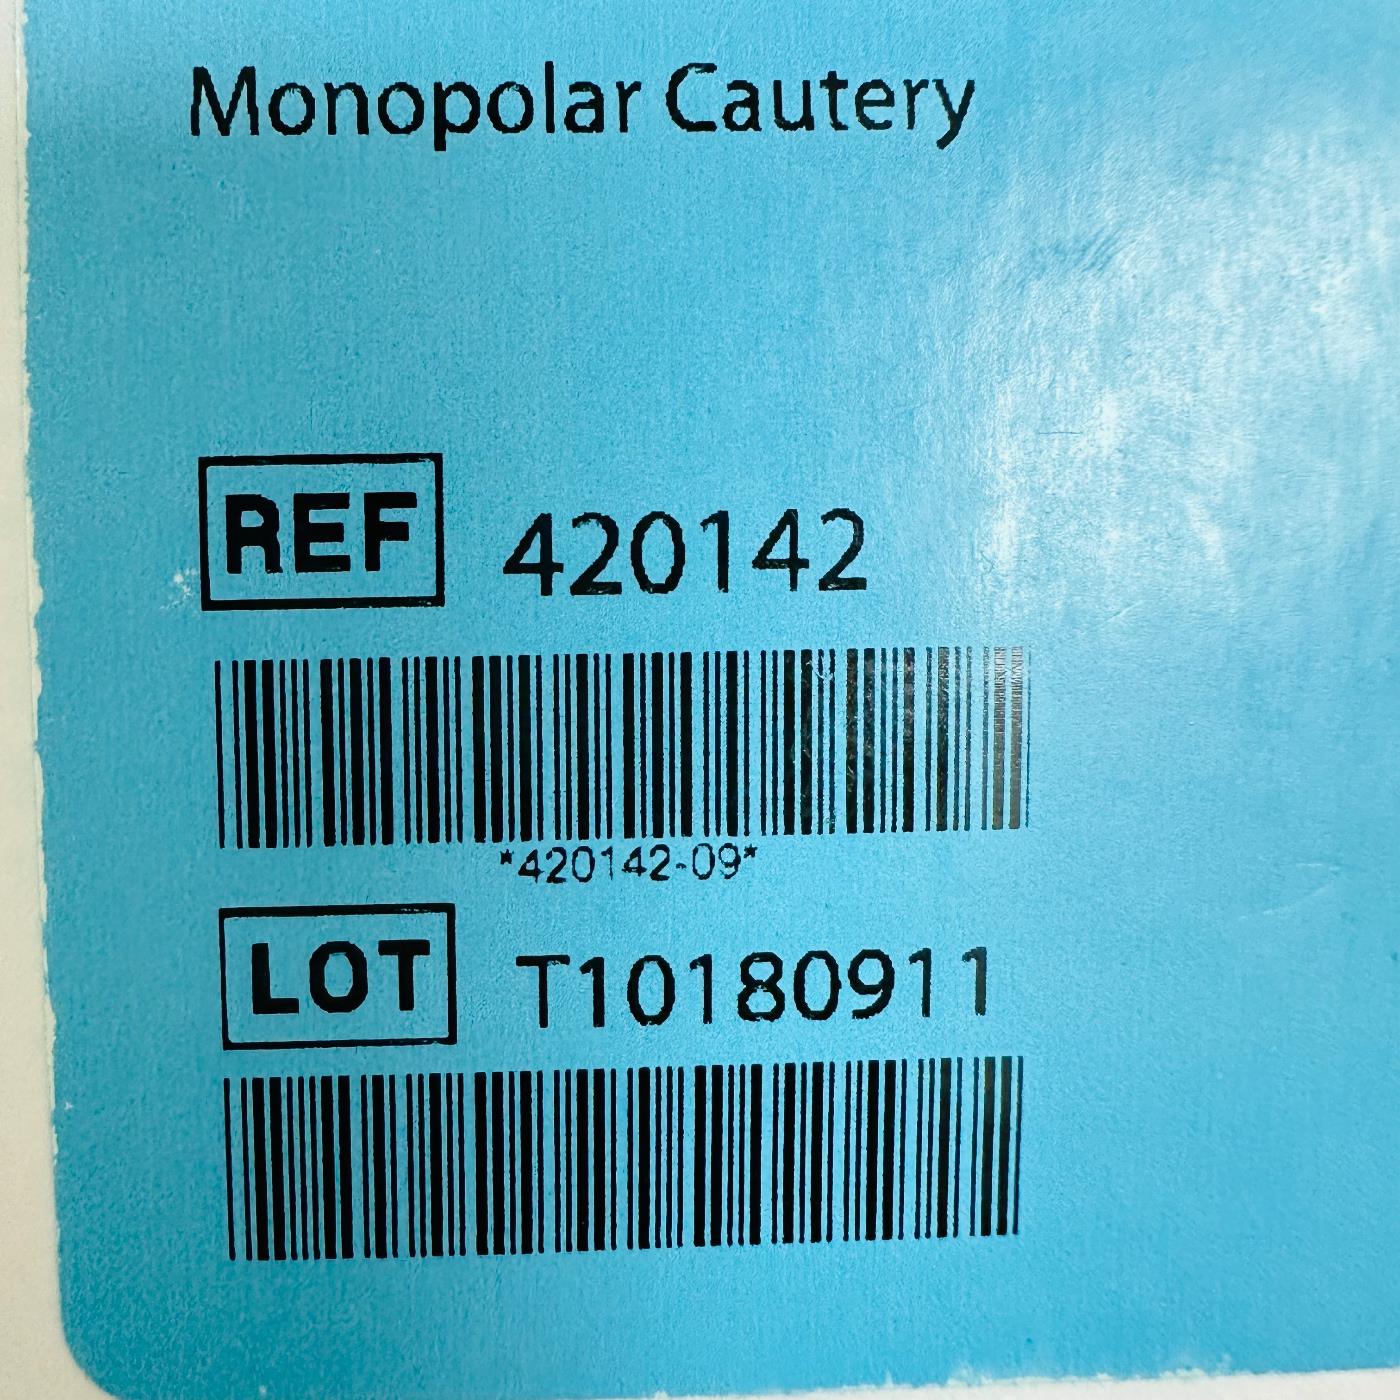 Monopolar Cautery
REF 420142
*420142-09*
LOT T10180911